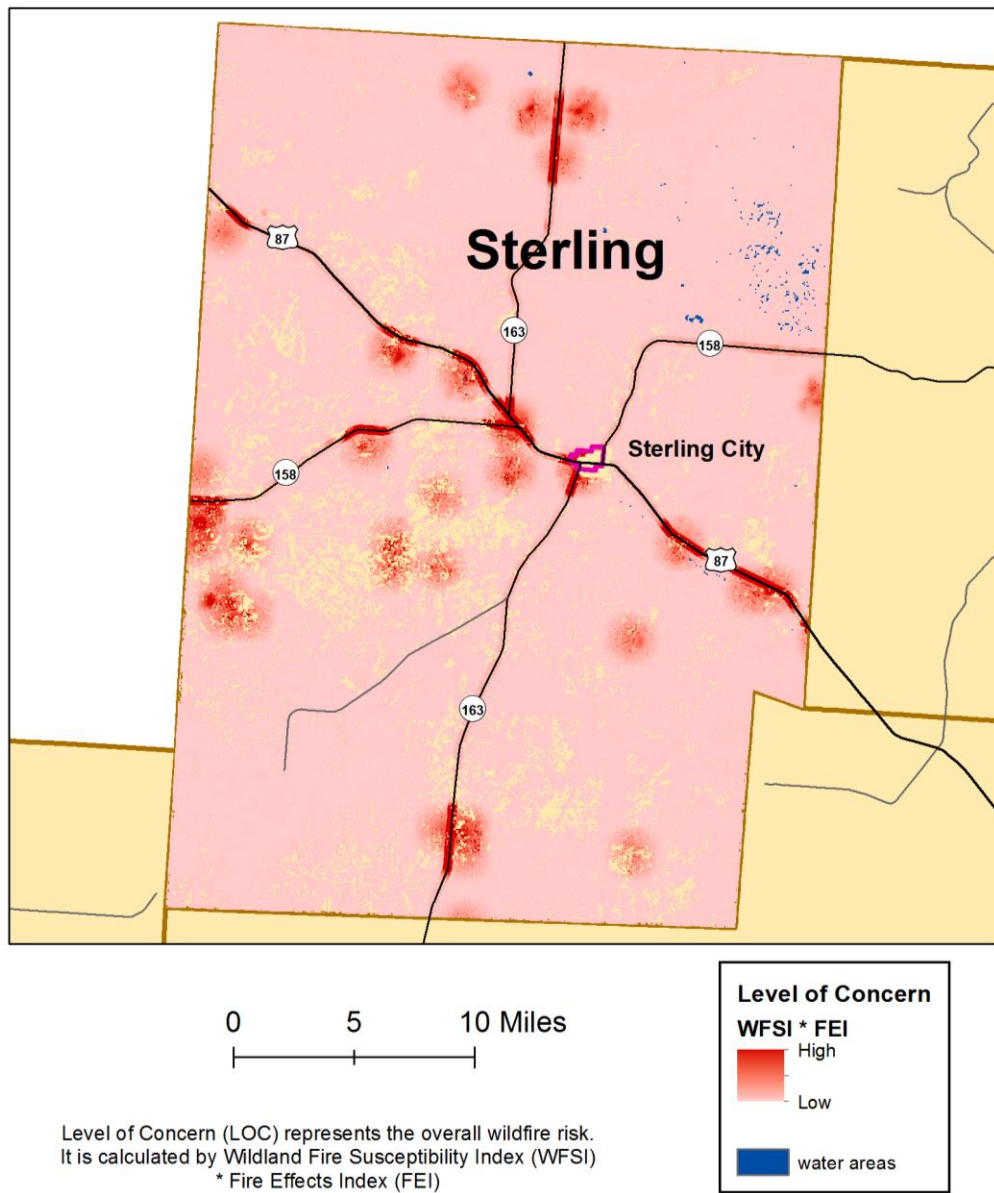 87
Sterling
163
158
Sterling City
158
87
163
0 5 10 Miles
Level of Concern (LOC) represents the overall wildfire risk.
It is calculated by Wildland Fire Susceptibility Index (WFSI)
* Fire Effects Index (FEI)
Level of Concern
WFSI * FEI
High
Low
water areas